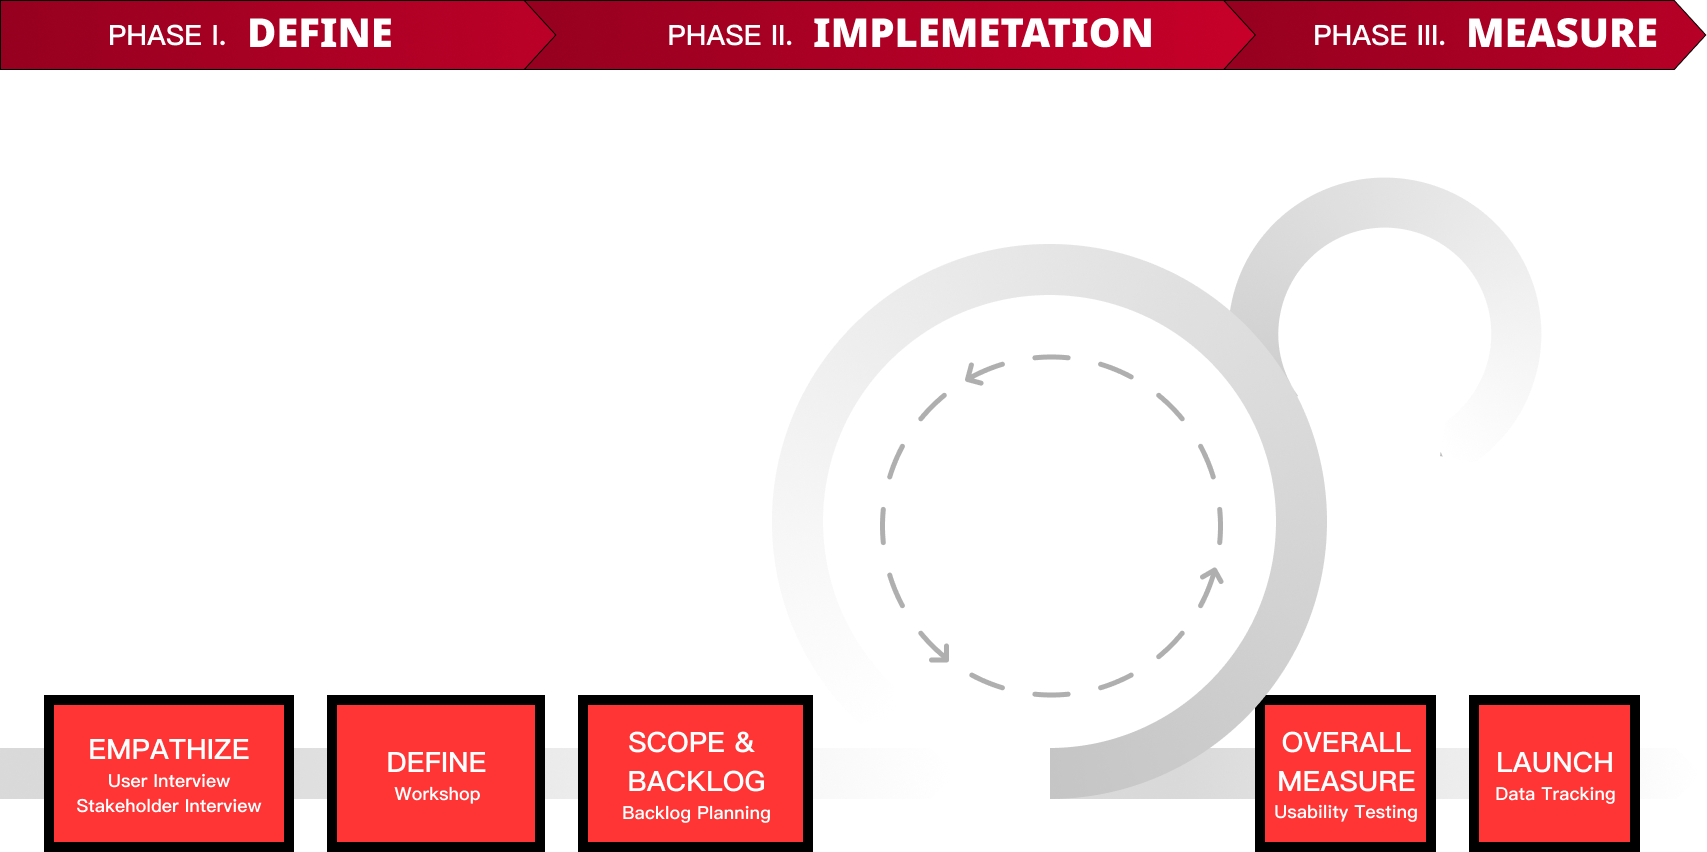 PHASE I. DEFINE
PHASE II. IMPLEMETATION
PHASE III. MEASURE
EMPATHIZE
User Interview
Stakeholder Interview
DEFINE
Workshop
SCOPE &
BACKLOG
Backlog Planning
OVERALL
MEASURE
Usability Testing
LAUNCH
Data Tracking